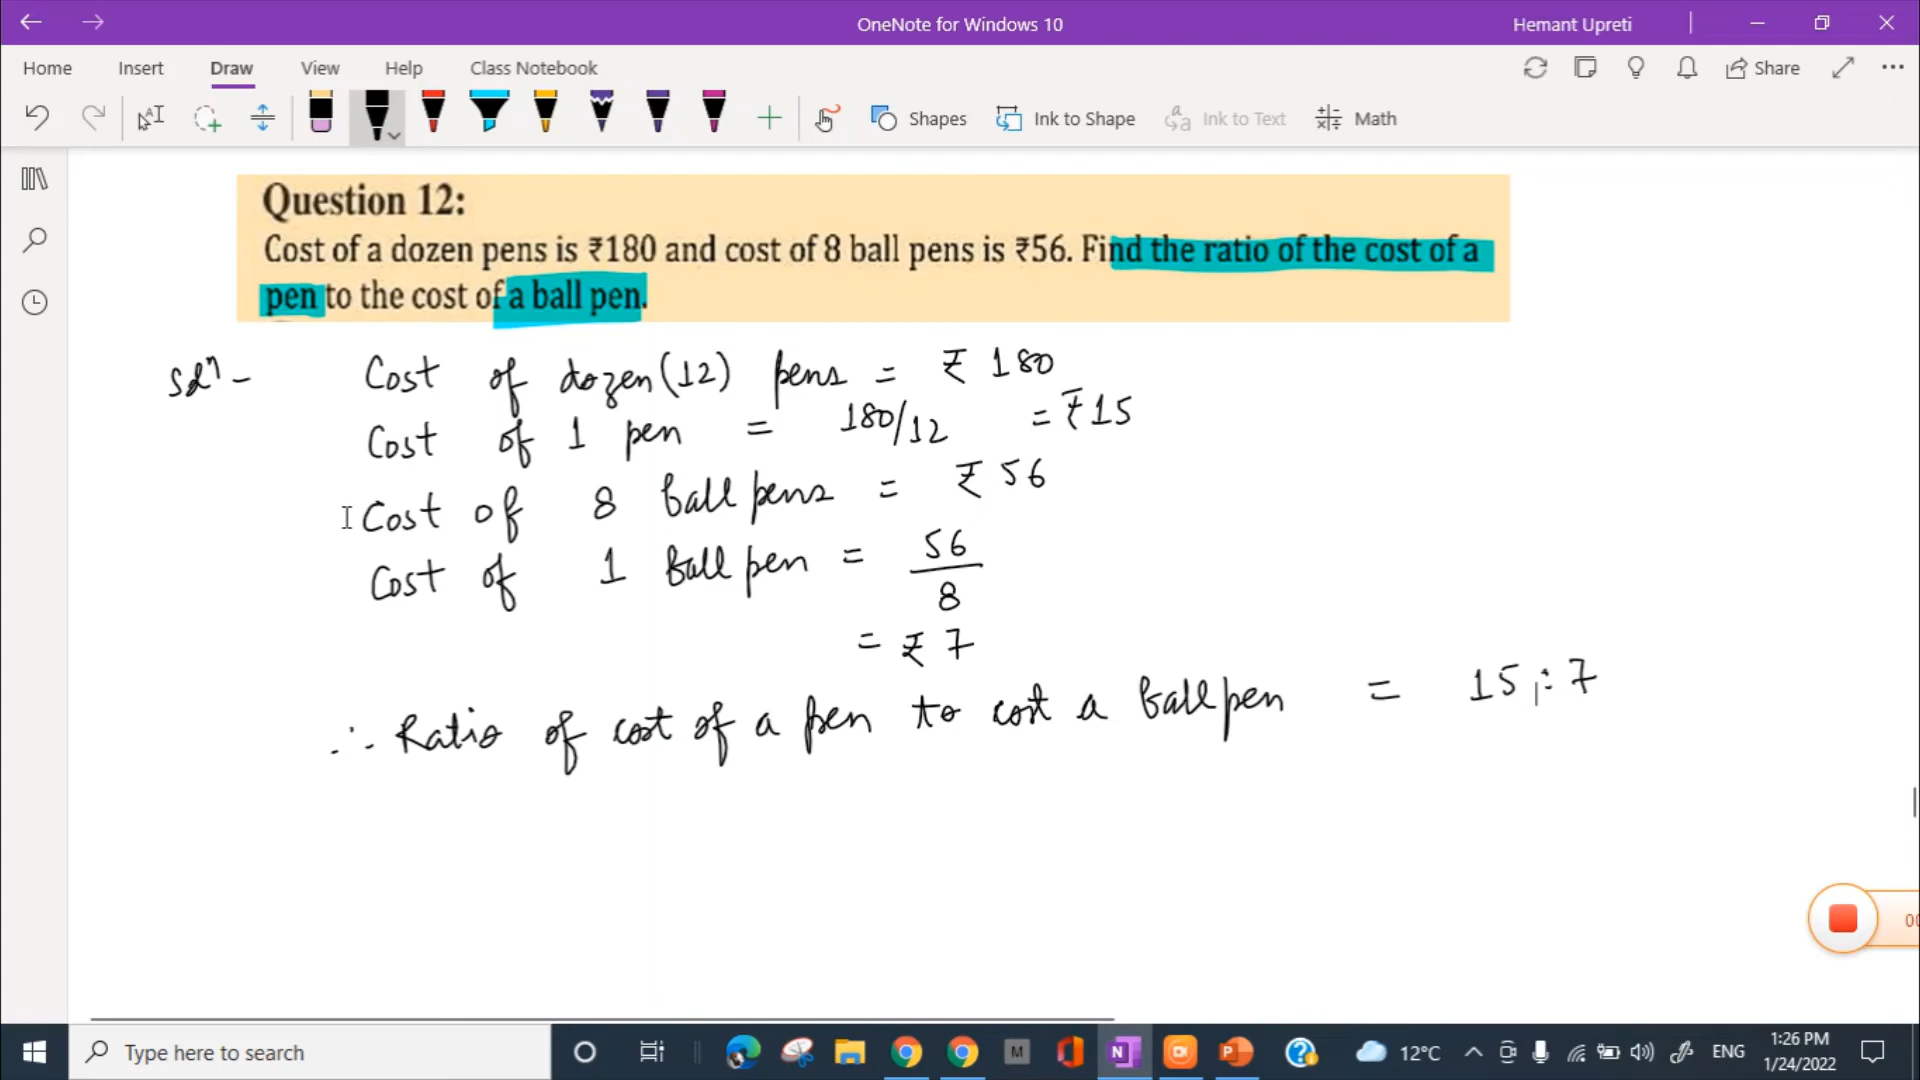 OneNote for Windows 10
Hemant Upreti
Home Insert Draw View Help Class Notebook
Share
Shapes Ink to Shape Ink to Text Math
Question 12:
Cost of a dozen pens is ₹180 and cost of 8 ball pens is ₹56. Find the ratio of the cost of a
pen to the cost of a ball pen.
Solⁿ - Cost of dozen(12) pens = ₹ 180
Cost of 1 pen = 180/12 = ₹15
Cost of 8 Ball pens = ₹ 56
Cost of 1 Ball pen = 56/8
= ₹ 7
∴ Ratio of cost of a pen to cost a Ball pen = 15 : 7
00
Type here to search
12°C
ENG
1:26 PM
1/24/2022